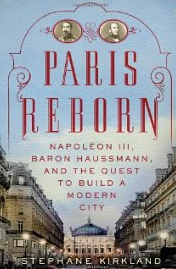 PARIS
REBORN
NAPOLÉON III,
BARON HAUSSMANN,
AND THE QUEST
TO BUILD A
MODERN
CITY
STEPHANE KIRKLAND